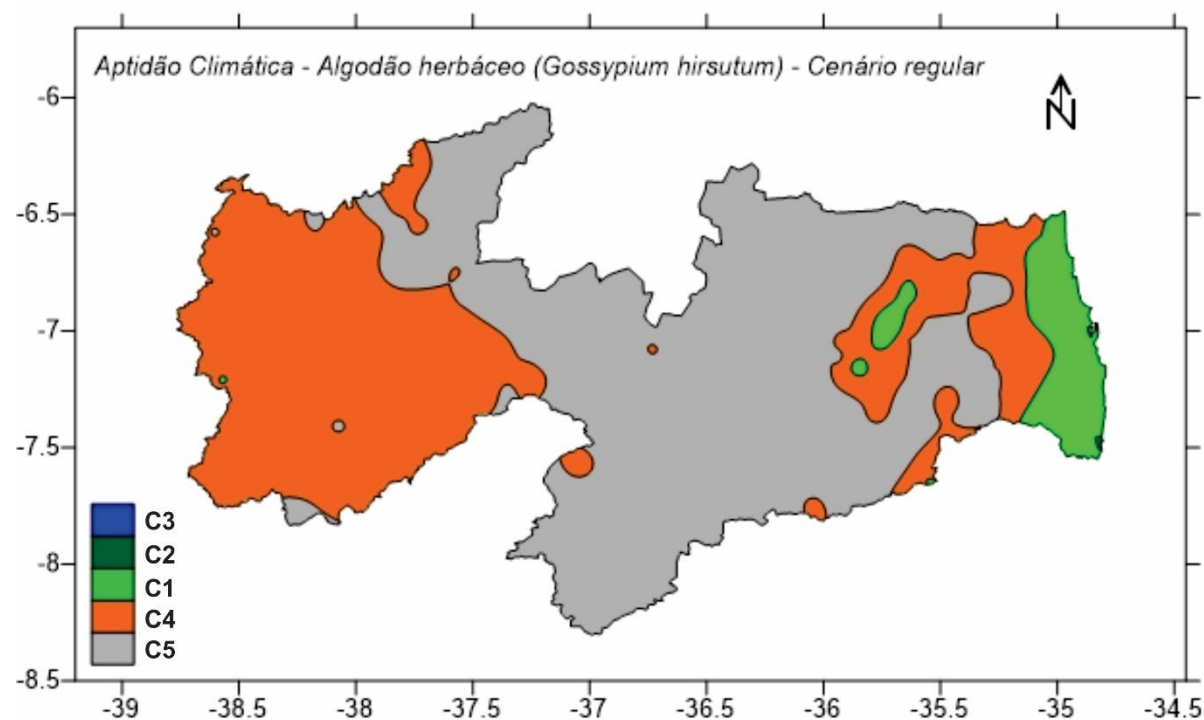 Aptidão Climática - Algodão herbáceo (Gossypium hirsutum) - Cenário regular
N
-6
-6.5
-7
-7.5
-8
-8.5
C3
C2
C1
C4
C5
-39 -38.5 -38 -37.5 -37 -36.5 -36 -35.5 -35 -34.5